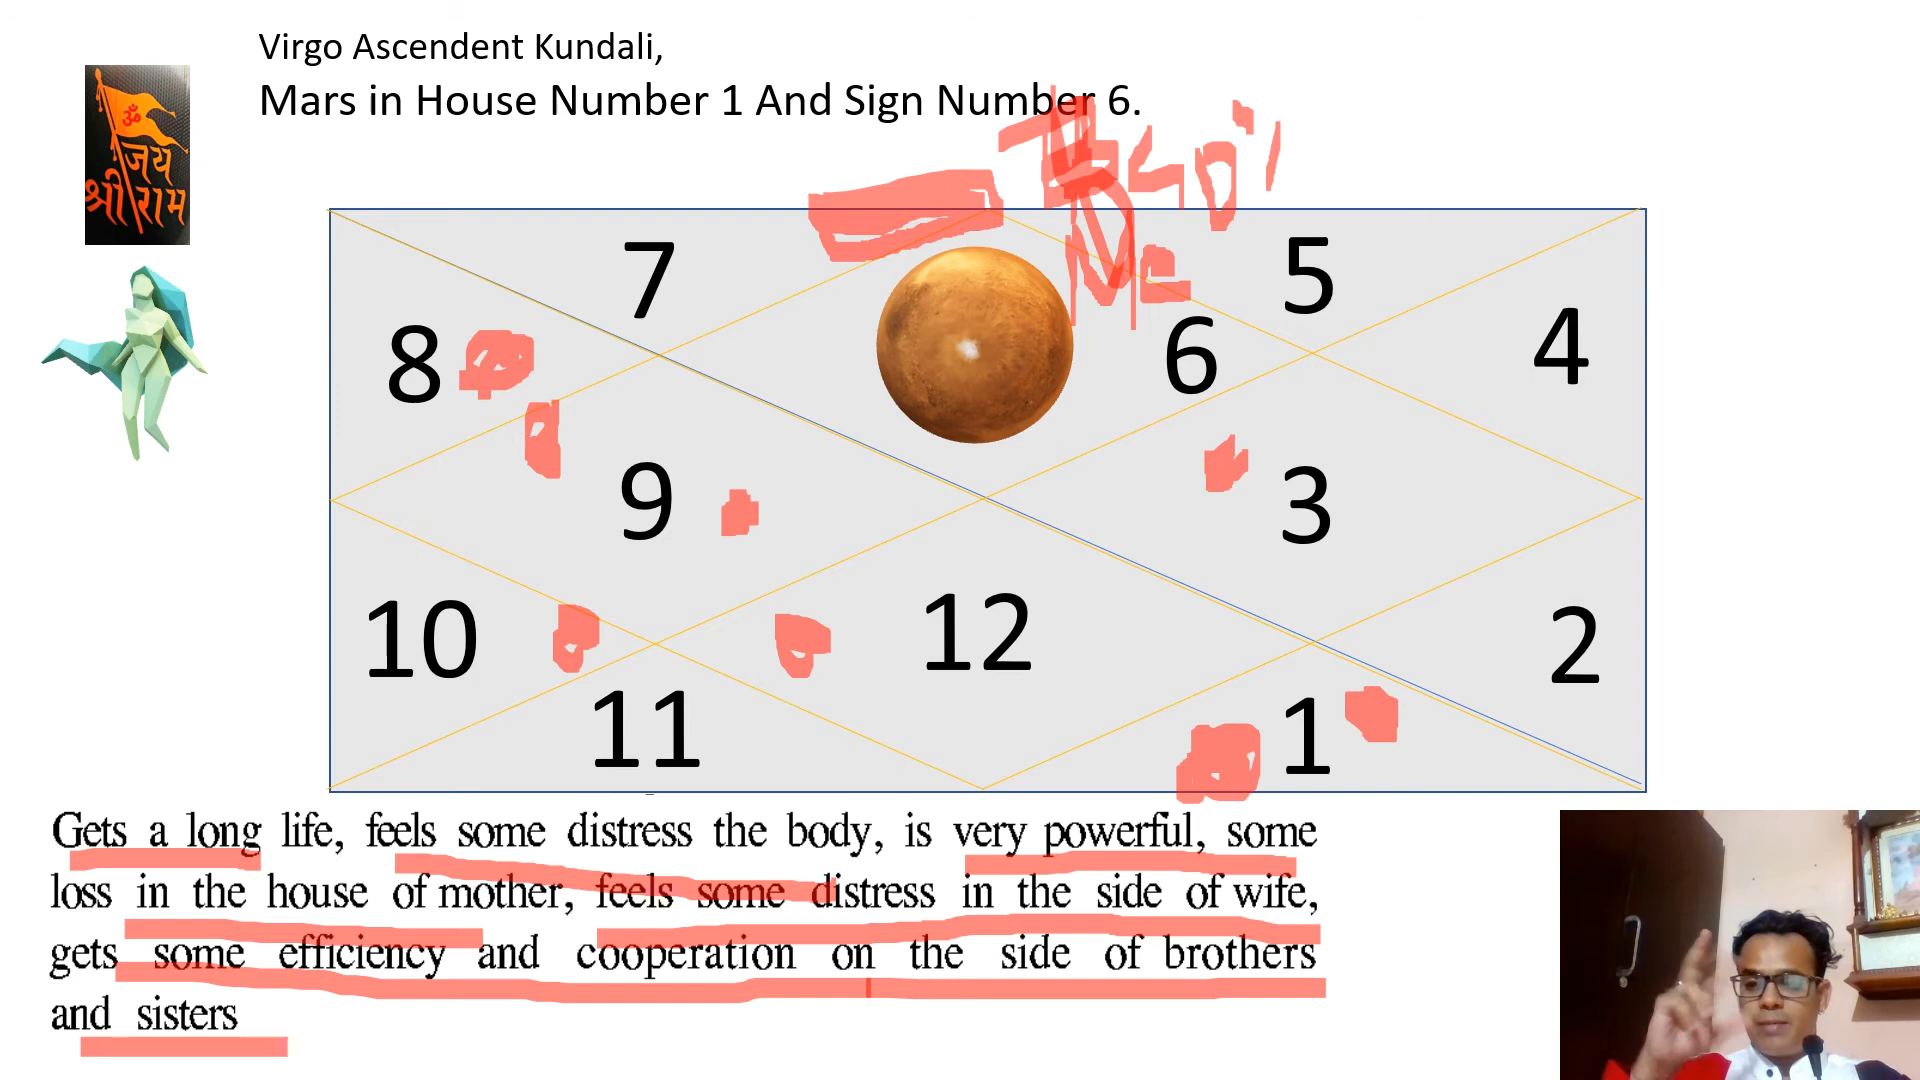 Virgo Ascendent Kundali,
Mars in House Number 1 And Sign Number 6.
ॐ
जय
श्री राम
7
5
8
6
4
9
3
10
12
2
11
1
Gets a long life, feels some distress the body, is very powerful, some
loss in the house of mother, feels some distress in the side of wife,
gets some efficiency and cooperation on the side of brothers
and sisters